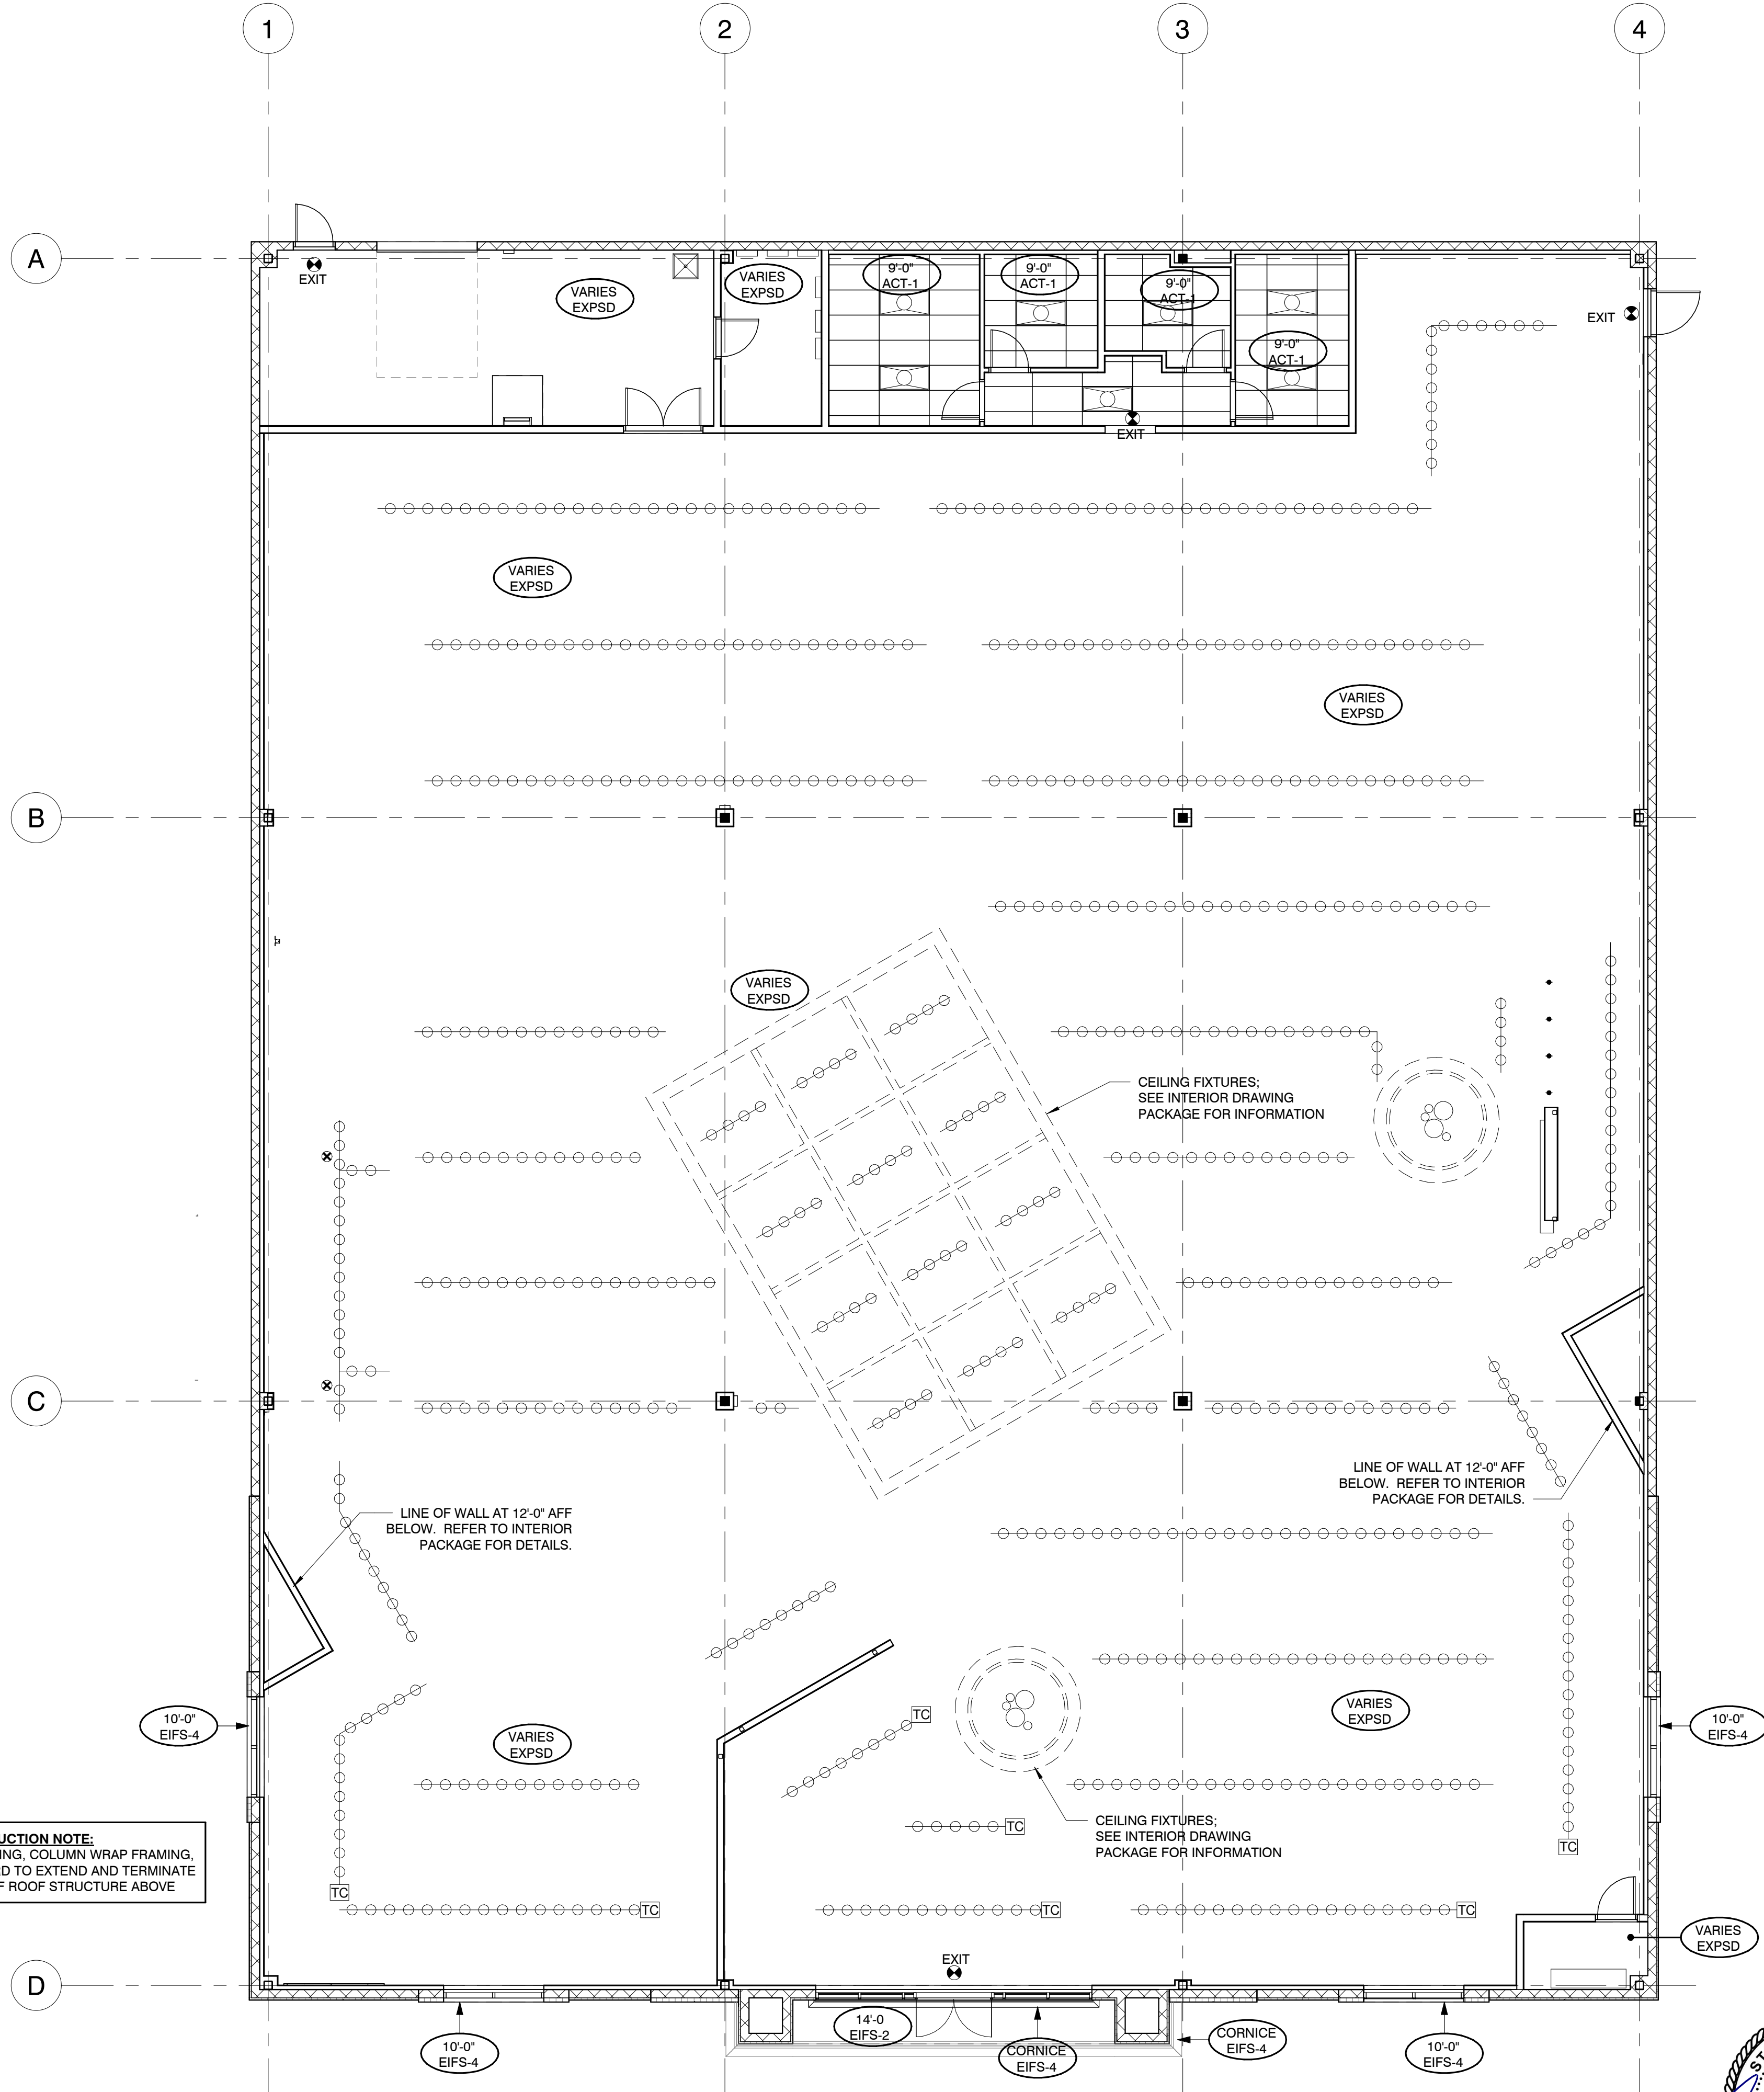 1
2
3
4
A
EXIT
VARIES
EXPSD
VARIES
EXPSD
9'-0"
ACT-1
9'-0"
ACT-1
9'-0"
ACT-1
9'-0"
ACT-1
EXIT
EXIT
VARIES
EXPSD
VARIES
EXPSD
B
VARIES
EXPSD
CEILING FIXTURES;
SEE INTERIOR DRAWING
PACKAGE FOR INFORMATION
C
LINE OF WALL AT 12'-0" AFF
BELOW. REFER TO INTERIOR
PACKAGE FOR DETAILS.
LINE OF WALL AT 12'-0" AFF
BELOW. REFER TO INTERIOR
PACKAGE FOR DETAILS.
10'-0"
EIFS-4
VARIES
EXPSD
TC
VARIES
EXPSD
10'-0"
EIFS-4
CEILING FIXTURES;
SEE INTERIOR DRAWING
PACKAGE FOR INFORMATION
TC
TC
UCTION NOTE:
ING, COLUMN WRAP FRAMING,
D TO EXTEND AND TERMINATE
F ROOF STRUCTURE ABOVE
TC
TC
TC
TC
VARIES
EXPSD
D
EXIT
10'-0"
EIFS-4
14'-0
EIFS-2
CORNICE
EIFS-4
CORNICE
EIFS-4
10'-0"
EIFS-4
ST